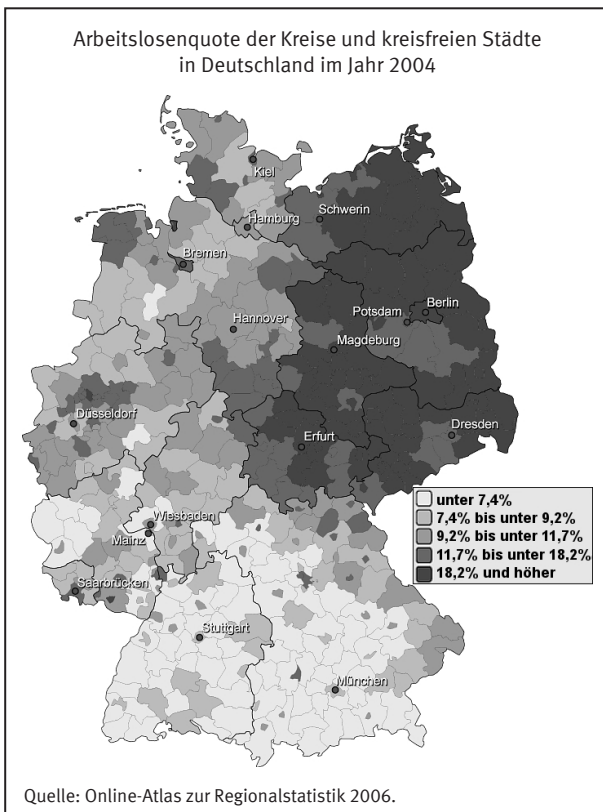 Arbeitslosenquote der Kreise und kreisfreien Städte
in Deutschland im Jahr 2004
Kiel
Schwerin
Hamburg
Bremen
Berlin
Potsdam
Hannover
Magdeburg
Düsseldorf
Erfurt
Dresden
Wiesbaden
Mainz
Saarbrücken
Stuttgart
München
unter 7,4%
7,4% bis unter 9,2%
9,2% bis unter 11,7%
11,7% bis unter 18,2%
18,2% und höher
Quelle: Online-Atlas zur Regionalstatistik 2006.